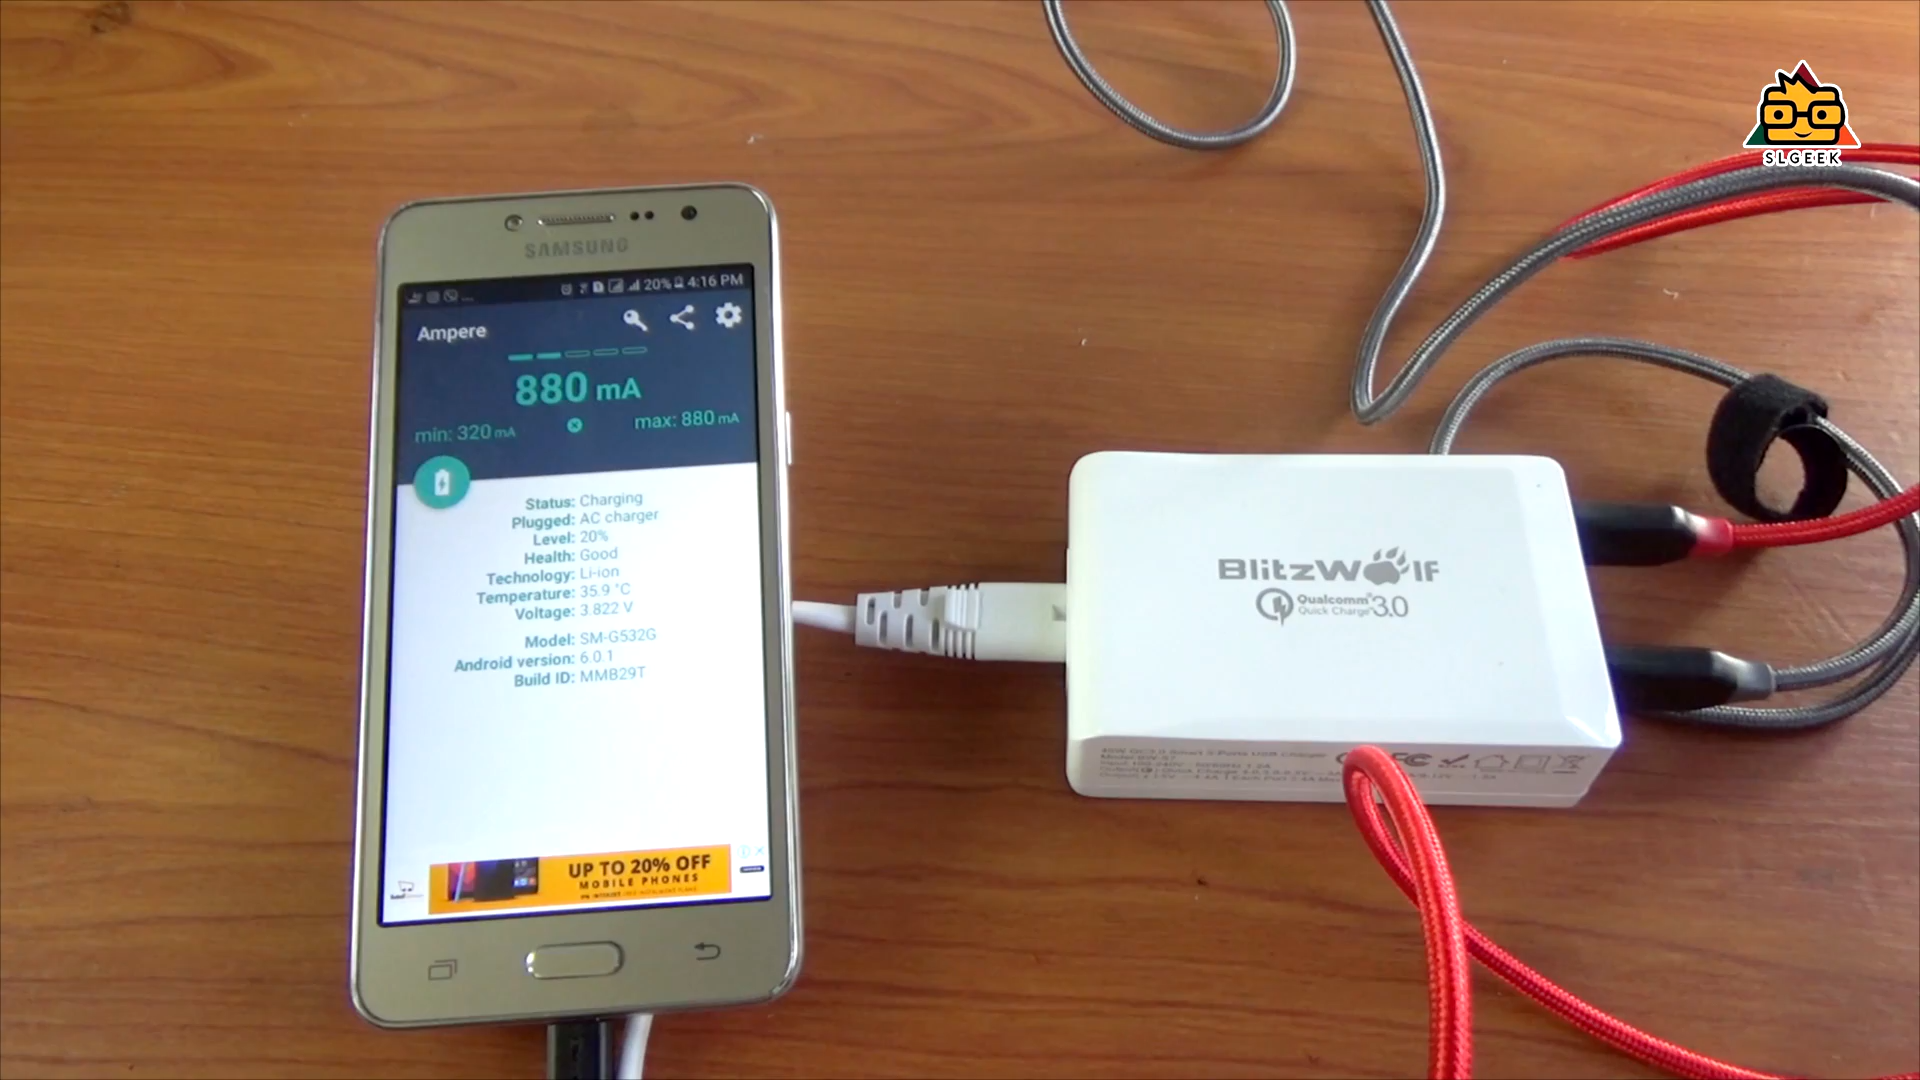 SLGEEK
SAMSUNG
20% 4:16 PM
Ampere
880 mA
min: 320 mA
max: 880 mA
Status: Charging
Plugged: AC charger
Level: 20%
Health: Good
Technology: Li-ion
Temperature: 35.9 °C
Voltage: 3.822 V
Model: SM-G532G
Android version: 6.0.1
Build ID: MMB29T
UP TO 20% OFF
MOBILE PHONES
BlitzWolf
Qualcomm
Quick Charge 3.0